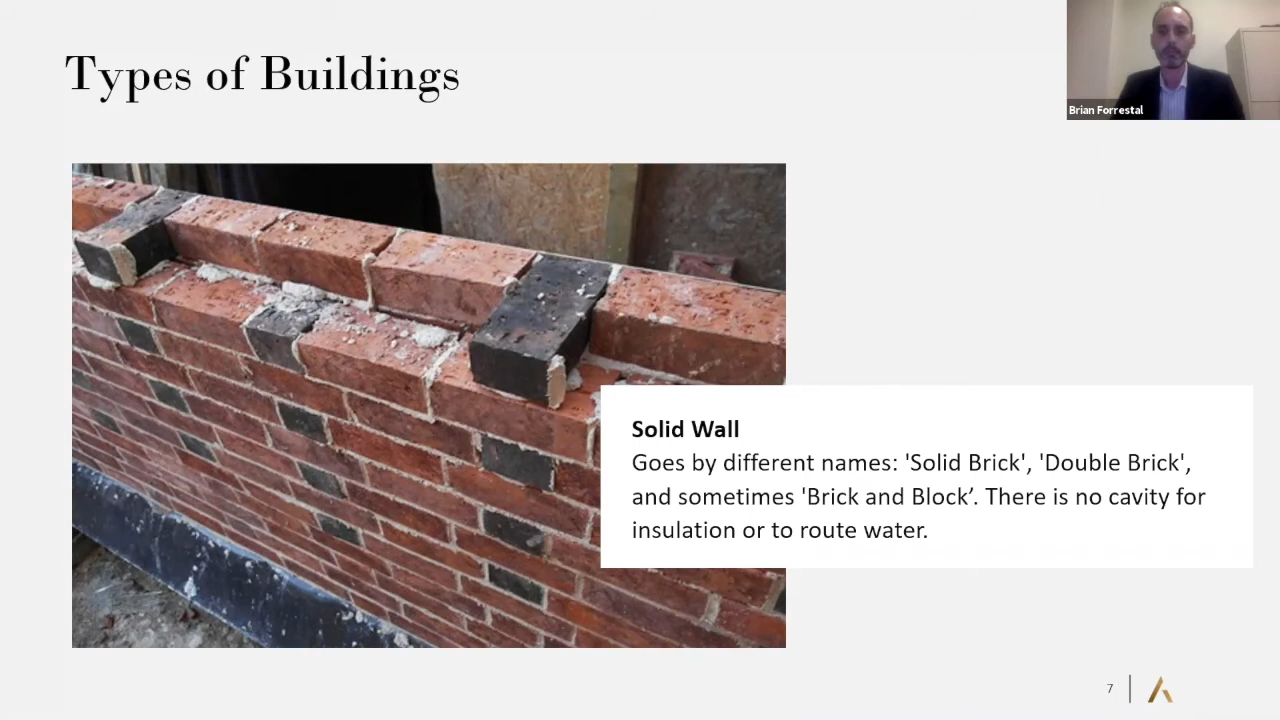 Types of Buildings
Brian Forrestal
Solid Wall
Goes by different names: 'Solid Brick', 'Double Brick',
and sometimes 'Brick and Block’. There is no cavity for
insulation or to route water.
7